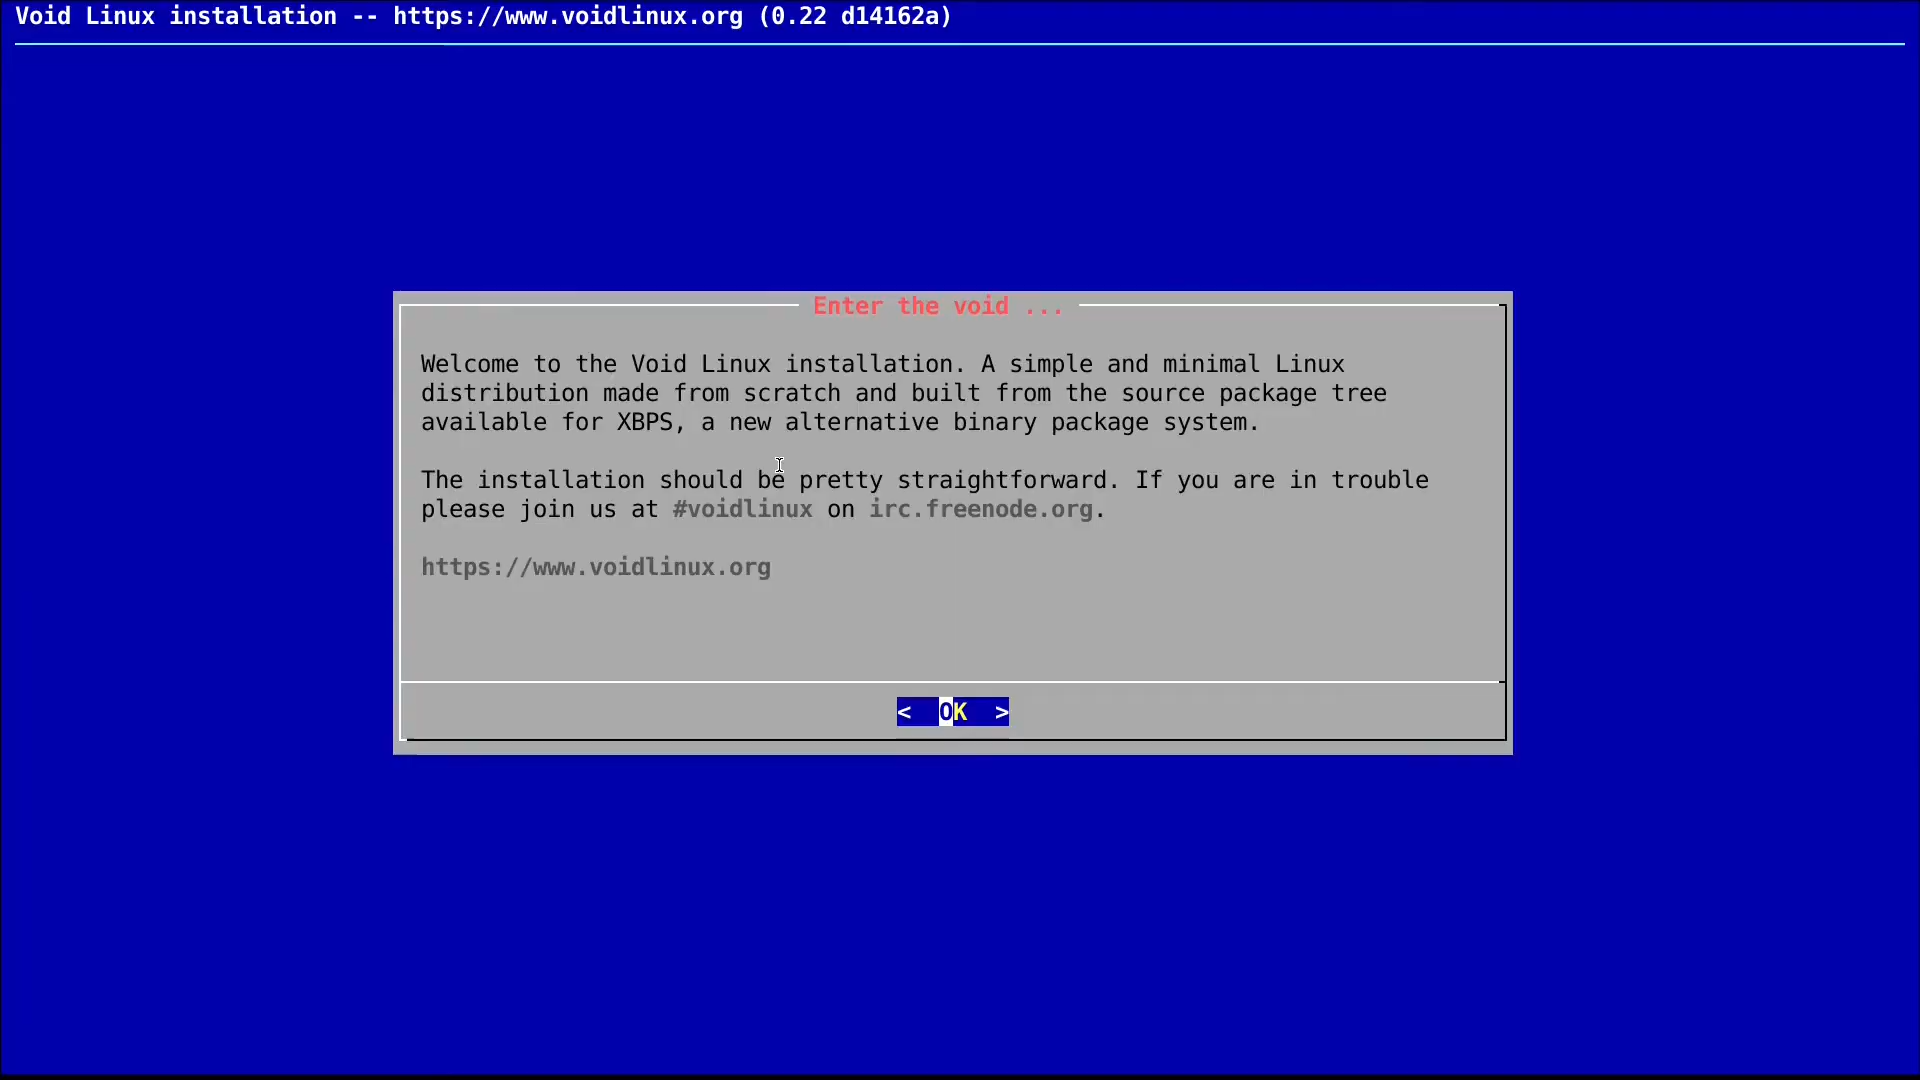 Void Linux installation -- https://www.voidlinux.org (0.22 d14162a)
Enter the void ...
Welcome to the Void Linux installation. A simple and minimal Linux
distribution made from scratch and built from the source package tree
available for XBPS, a new alternative binary package system.
The installation should be pretty straightforward. If you are in trouble
please join us at #voidlinux on irc.freenode.org.
https://www.voidlinux.org
<  OK  >